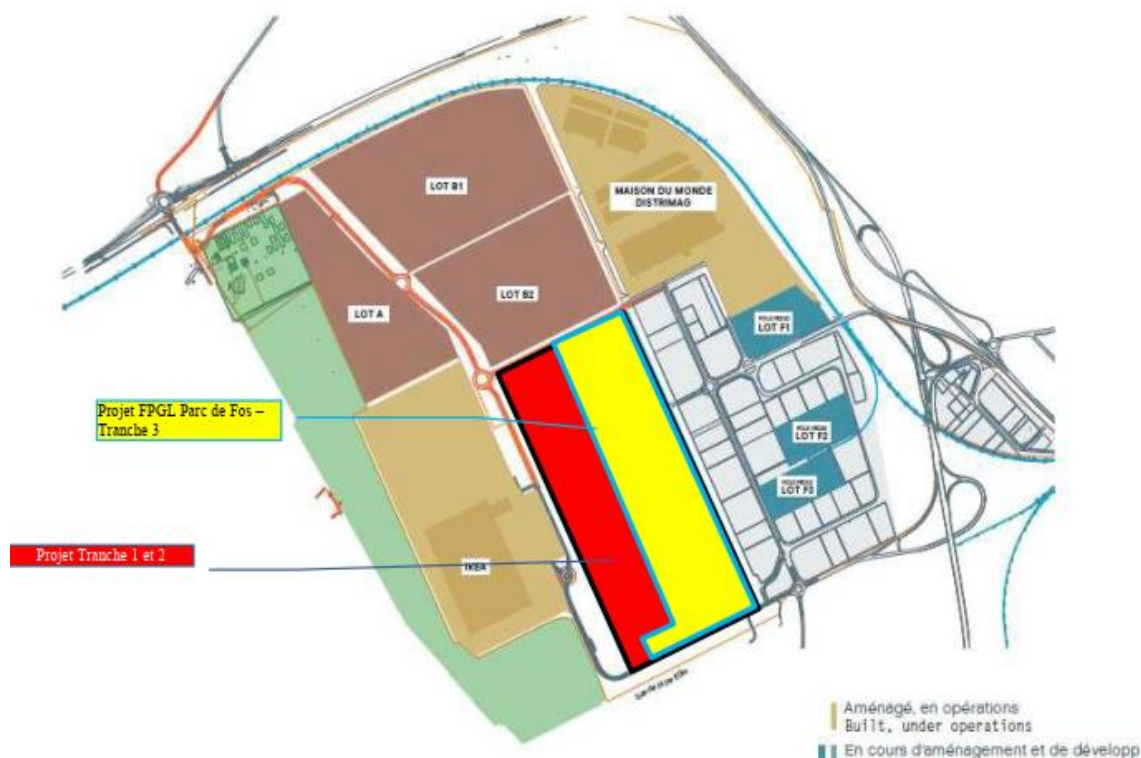 LOT B1
MAISON DU MONDE
DISTRIMAG
LOT B2
LOT A
LOT F1
Projet FPGL Parc de Fos –
Tranche 3
LOT F2
LOT F3
Projet Tranche 1 et 2
IKEA
Aménagé, en opérations
Built, under operations
En cours d'aménagement et de développ